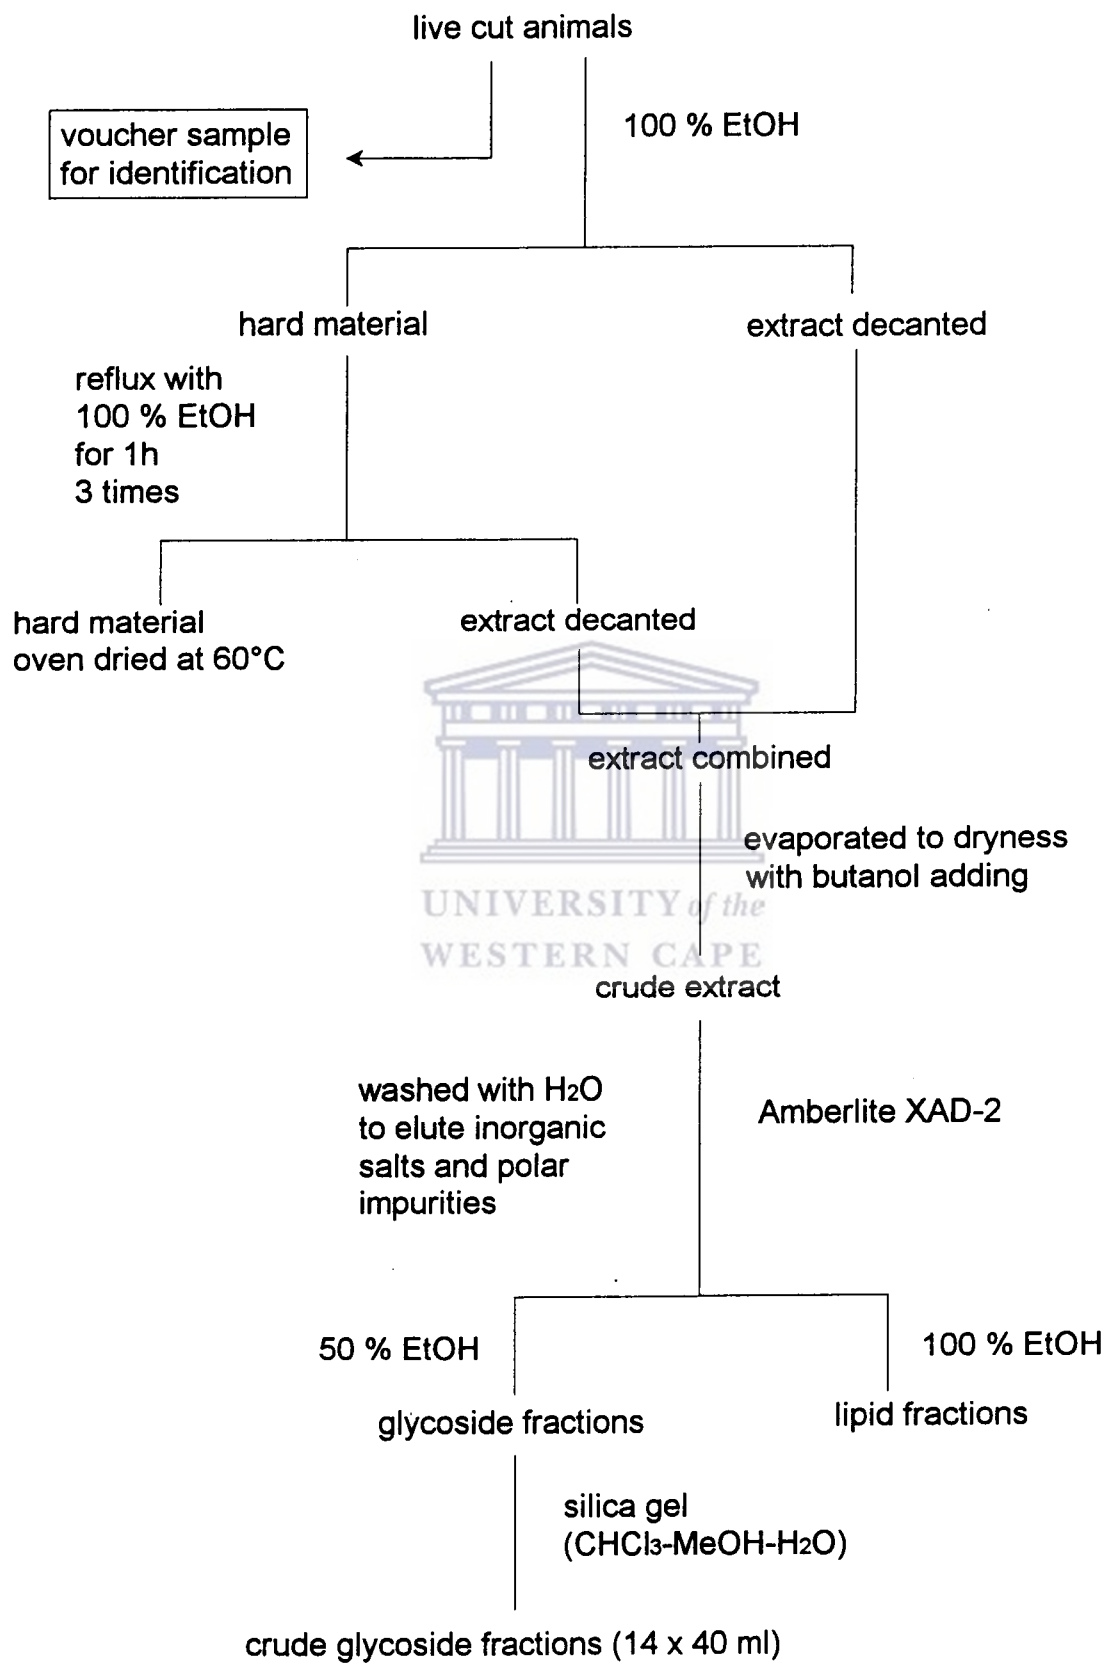 live cut animals
voucher sample
for identification
100 % EtOH
hard material
extract decanted
reflux with
100 % EtOH
for 1h
3 times
hard material
oven dried at 60°C
extract decanted
extract combined
evaporated to dryness
with butanol adding
UNIVERSITY of the
WESTERN CAPE
crude extract
washed with H2O
to elute inorganic
salts and polar
impurities
Amberlite XAD-2
50 % EtOH
100 % EtOH
glycoside fractions
lipid fractions
silica gel
(CHCl3-MeOH-H2O)
crude glycoside fractions (14 x 40 ml)